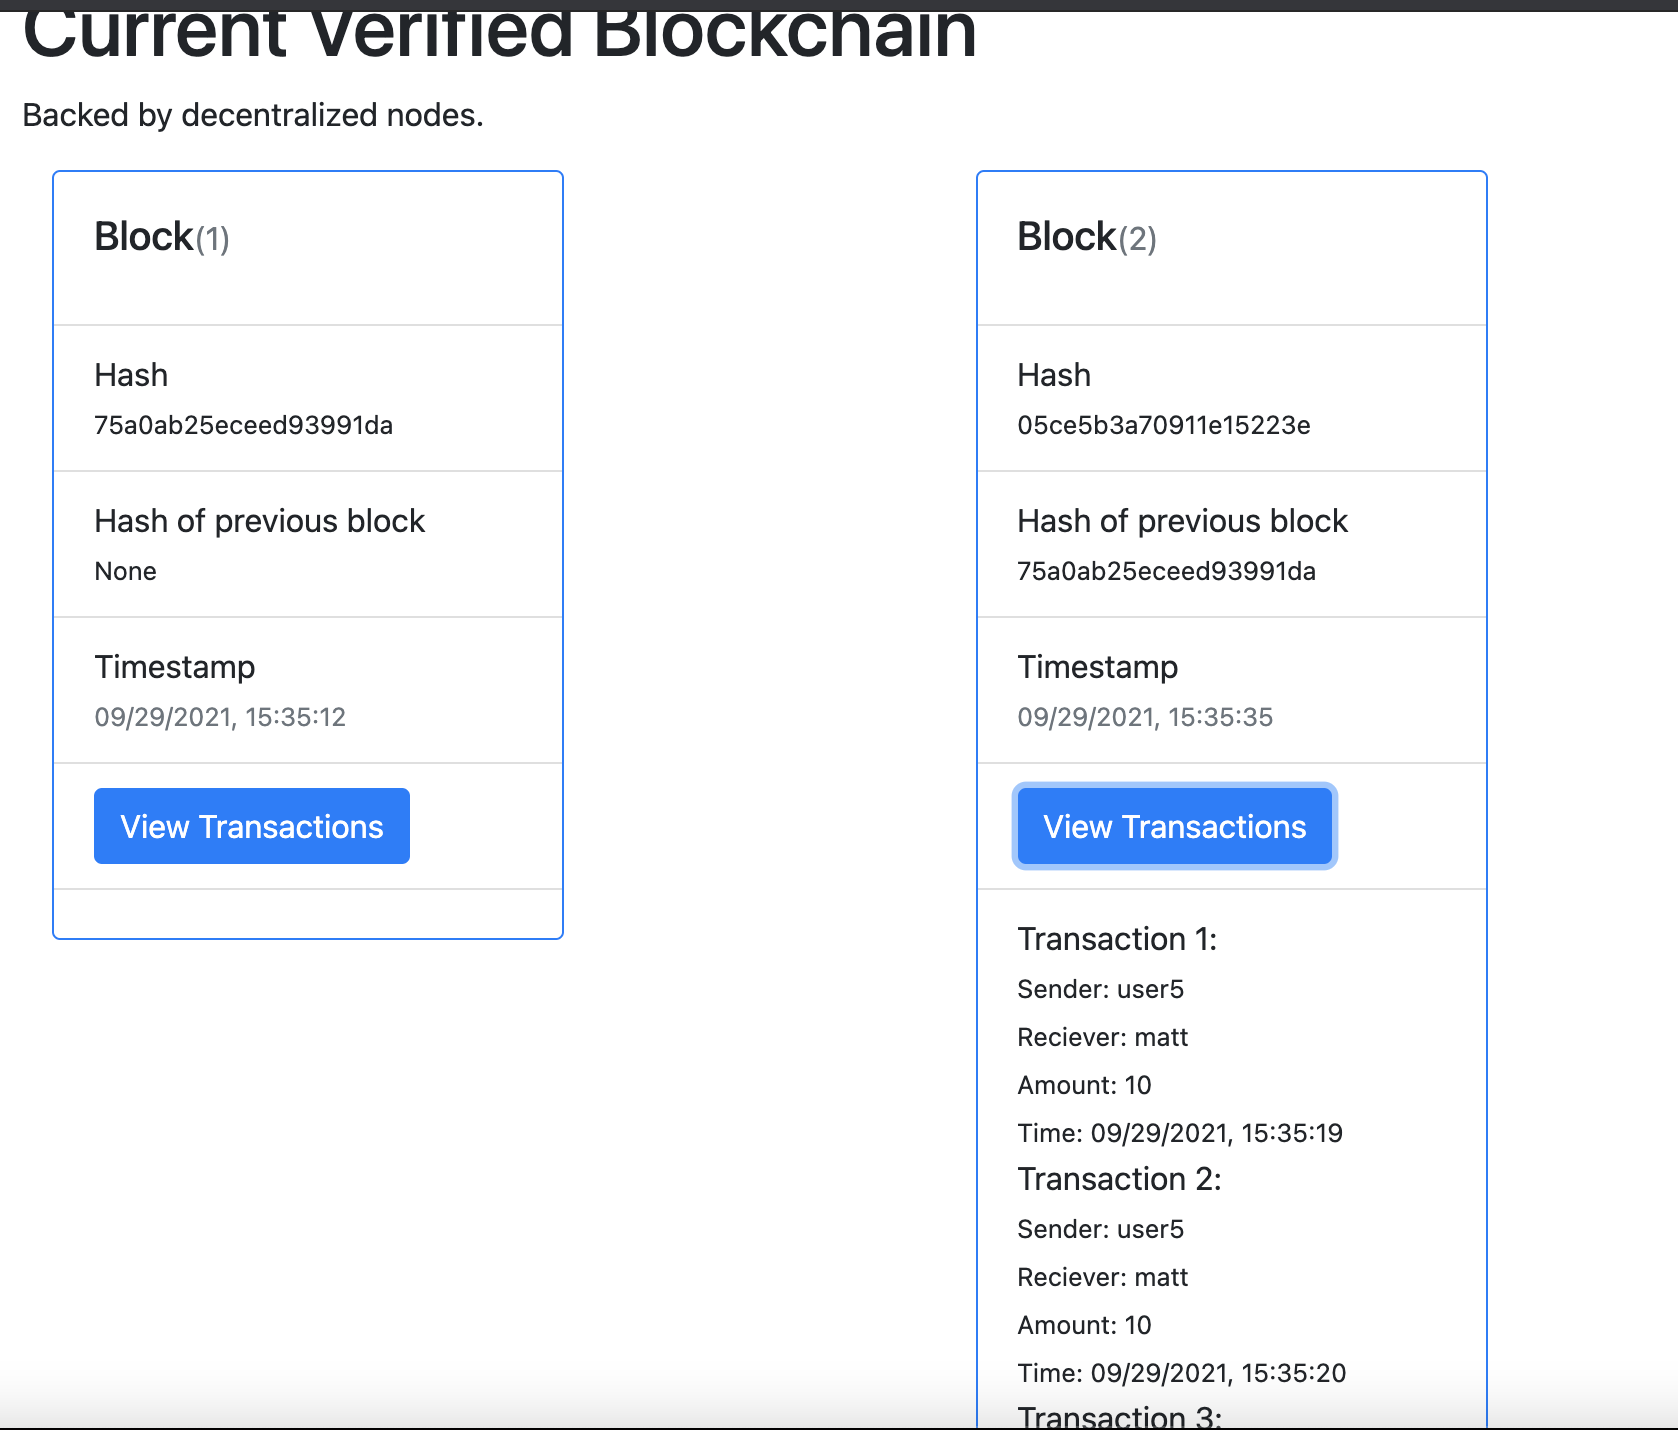 Current Verified Blockchain
Backed by decentralized nodes.
Block(1)
Hash
75a0ab25eceed93991da
Hash of previous block
None
Timestamp
09/29/2021, 15:35:12
View Transactions
Block(2)
Hash
05ce5b3a70911e15223e
Hash of previous block
75a0ab25eceed93991da
Timestamp
09/29/2021, 15:35:35
View Transactions
Transaction 1:
Sender: user5
Reciever: matt
Amount: 10
Time: 09/29/2021, 15:35:19
Transaction 2:
Sender: user5
Reciever: matt
Amount: 10
Time: 09/29/2021, 15:35:20
Transaction 3: